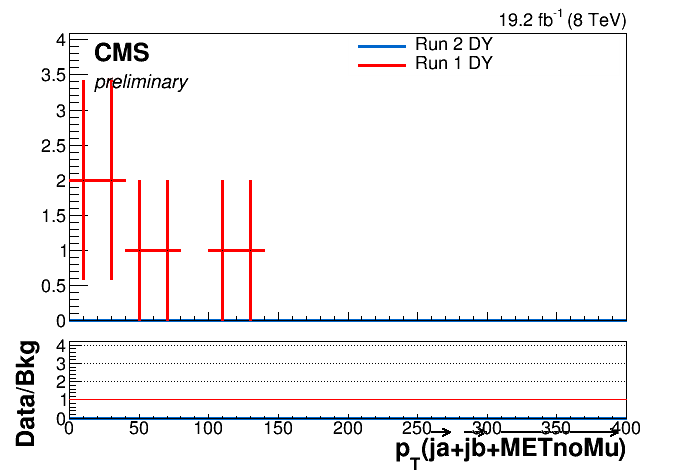 19.2 fb⁻¹ (8 TeV)
CMS
preliminary
Run 2 DY
Run 1 DY
4
3.5
3
2.5
2
1.5
1
0.5
0
Data/Bkg
4
3
2
1
0
0 50 100 150 200 250 300 350 400
p_T(ja+jb+METnoMu)